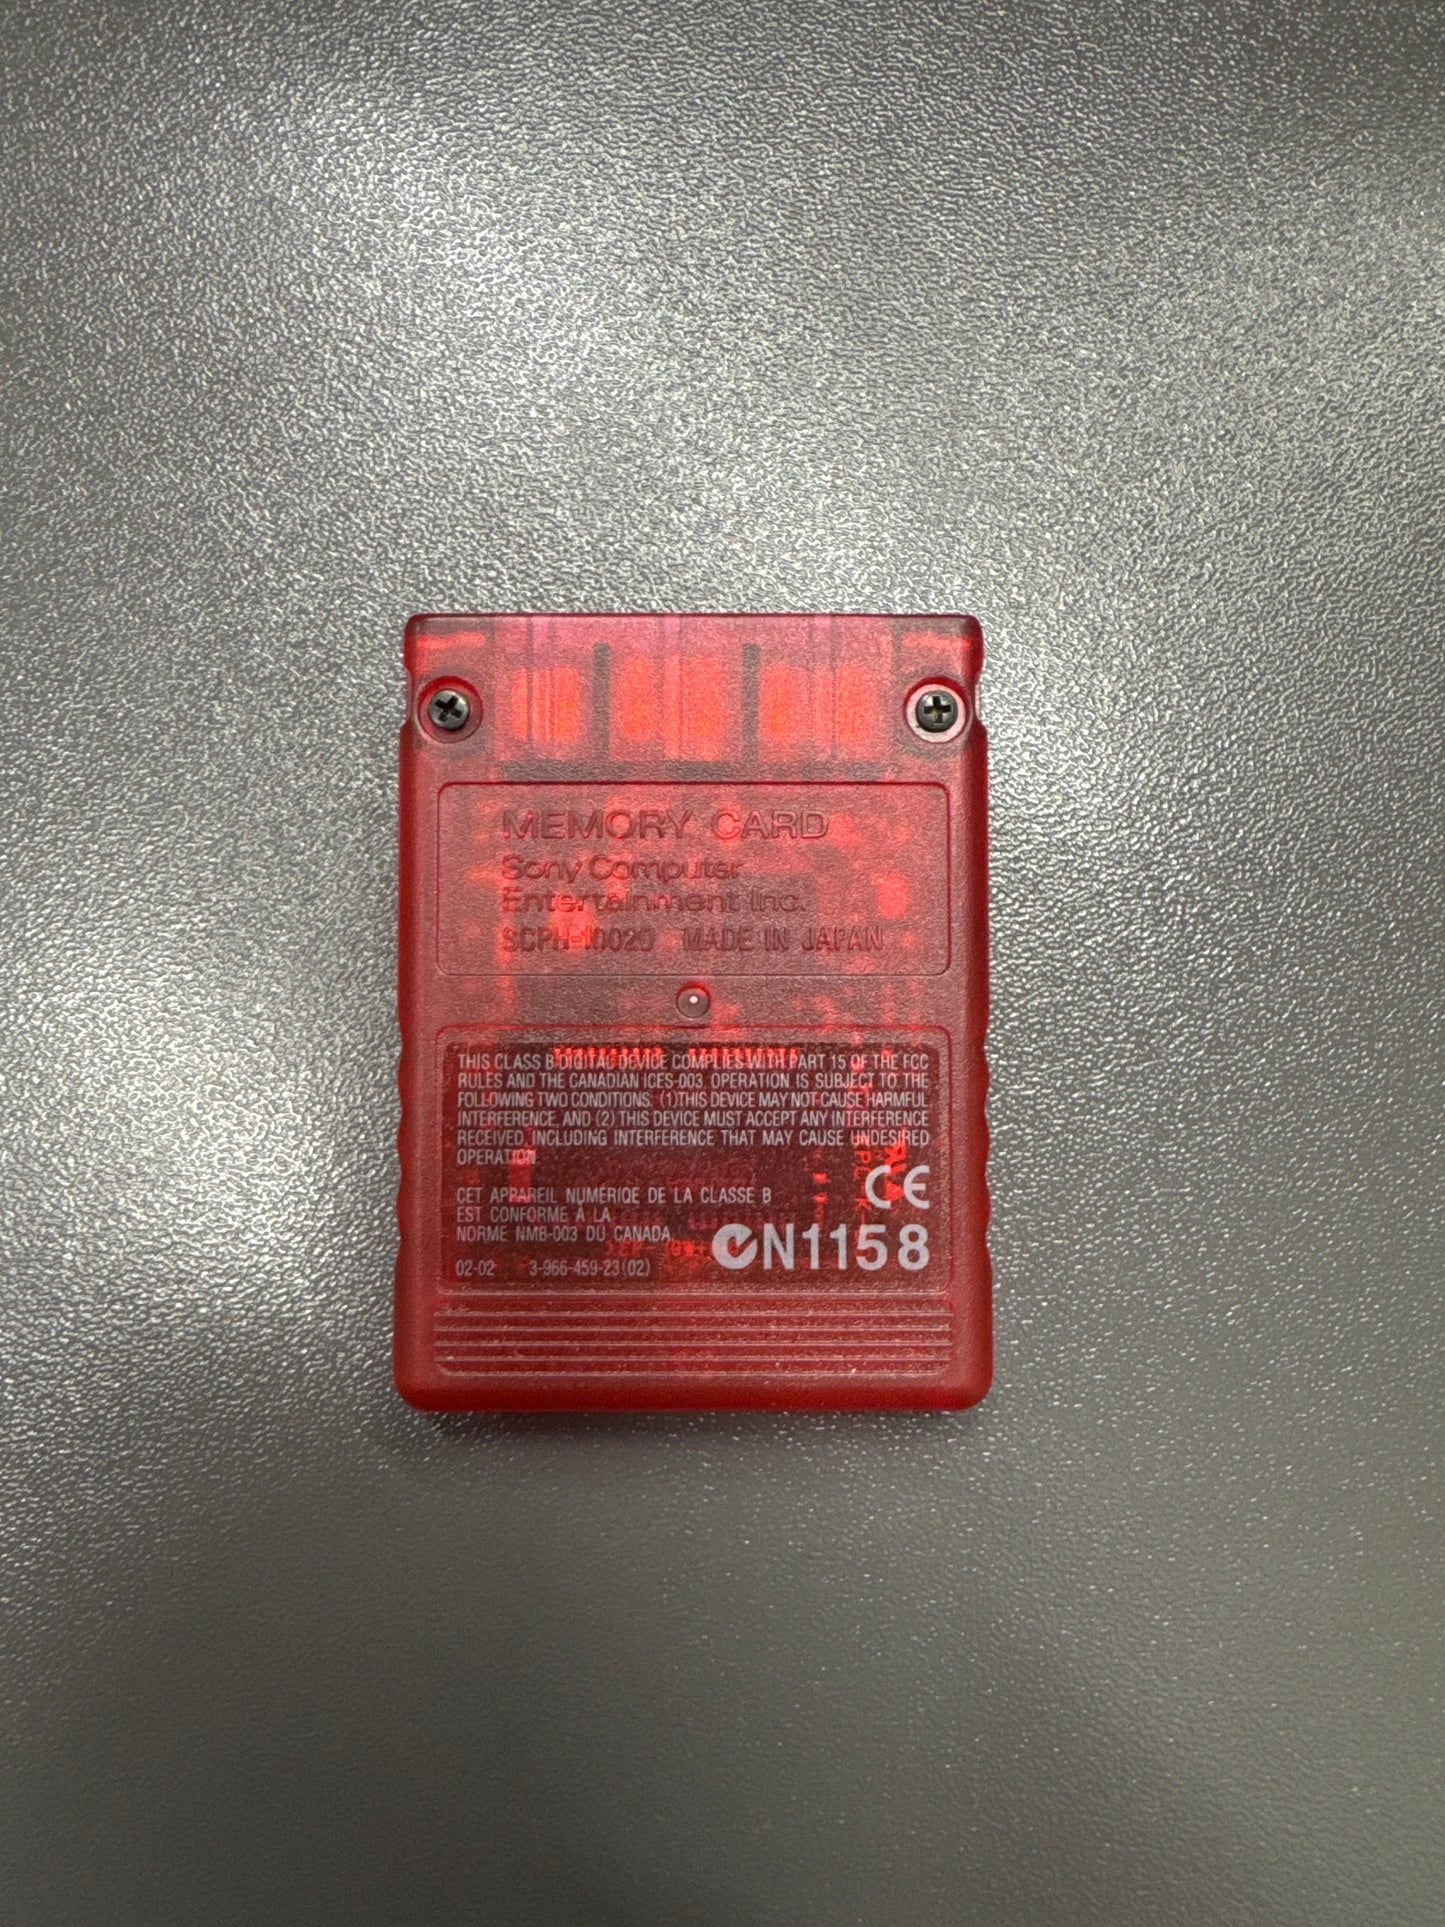 MEMORY CARD
Sony Computer
Entertainment Inc.
SCPH-10020 MADE IN JAPAN
THIS CLASS B DIGITAL DEVICE COMPLIES WITH PART 15 OF THE FCC
RULES AND THE CANADIAN ICES-003. OPERATION IS SUBJECT TO THE
FOLLOWING TWO CONDITIONS: (1)THIS DEVICE MAY NOT CAUSE HARMFUL
INTERFERENCE, AND (2) THIS DEVICE MUST ACCEPT ANY INTERFERENCE
RECEIVED, INCLUDING INTERFERENCE THAT MAY CAUSE UNDESIRED
OPERATION.
CE
CET APPAREIL NUMERIQE DE LA CLASSE B
EST CONFORME À LA
NORME NMB-003 DU CANADA.
N1158
02-02 3-966-459-23(02)